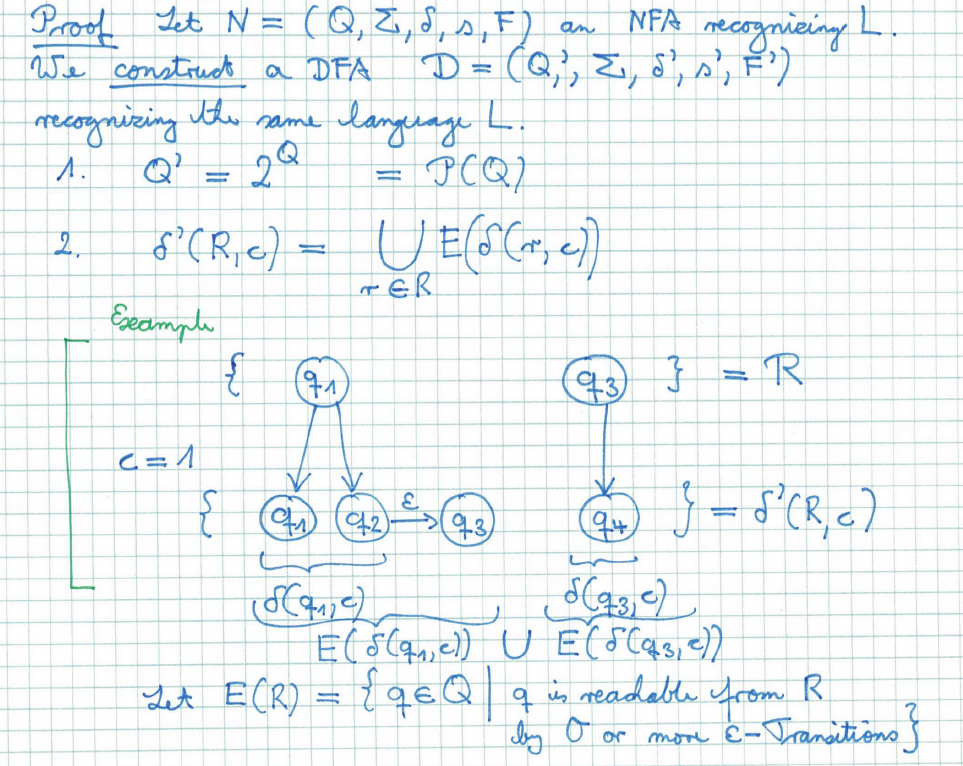 Proof Let N = (Q, Σ, δ, s, F) an NFA recognizing L.
We construct a DFA D = (Q', Σ, δ', s', F')
recognizing the same language L.
1. Q' = 2^Q = P(Q)
2. δ'(R, c) = ⋃_{r ∈ R} E(δ(r, c))
Example
{ q1 q3 } = R
c = 1
{ q1 q2 ε q3 q4 } = δ'(R, c)
δ(q1, c) δ(q3, c)
E(δ(q1, c)) ∪ E(δ(q3, c))
Let E(R) = { q ∈ Q | q is readable from R
by 0 or more ε-Transitions }